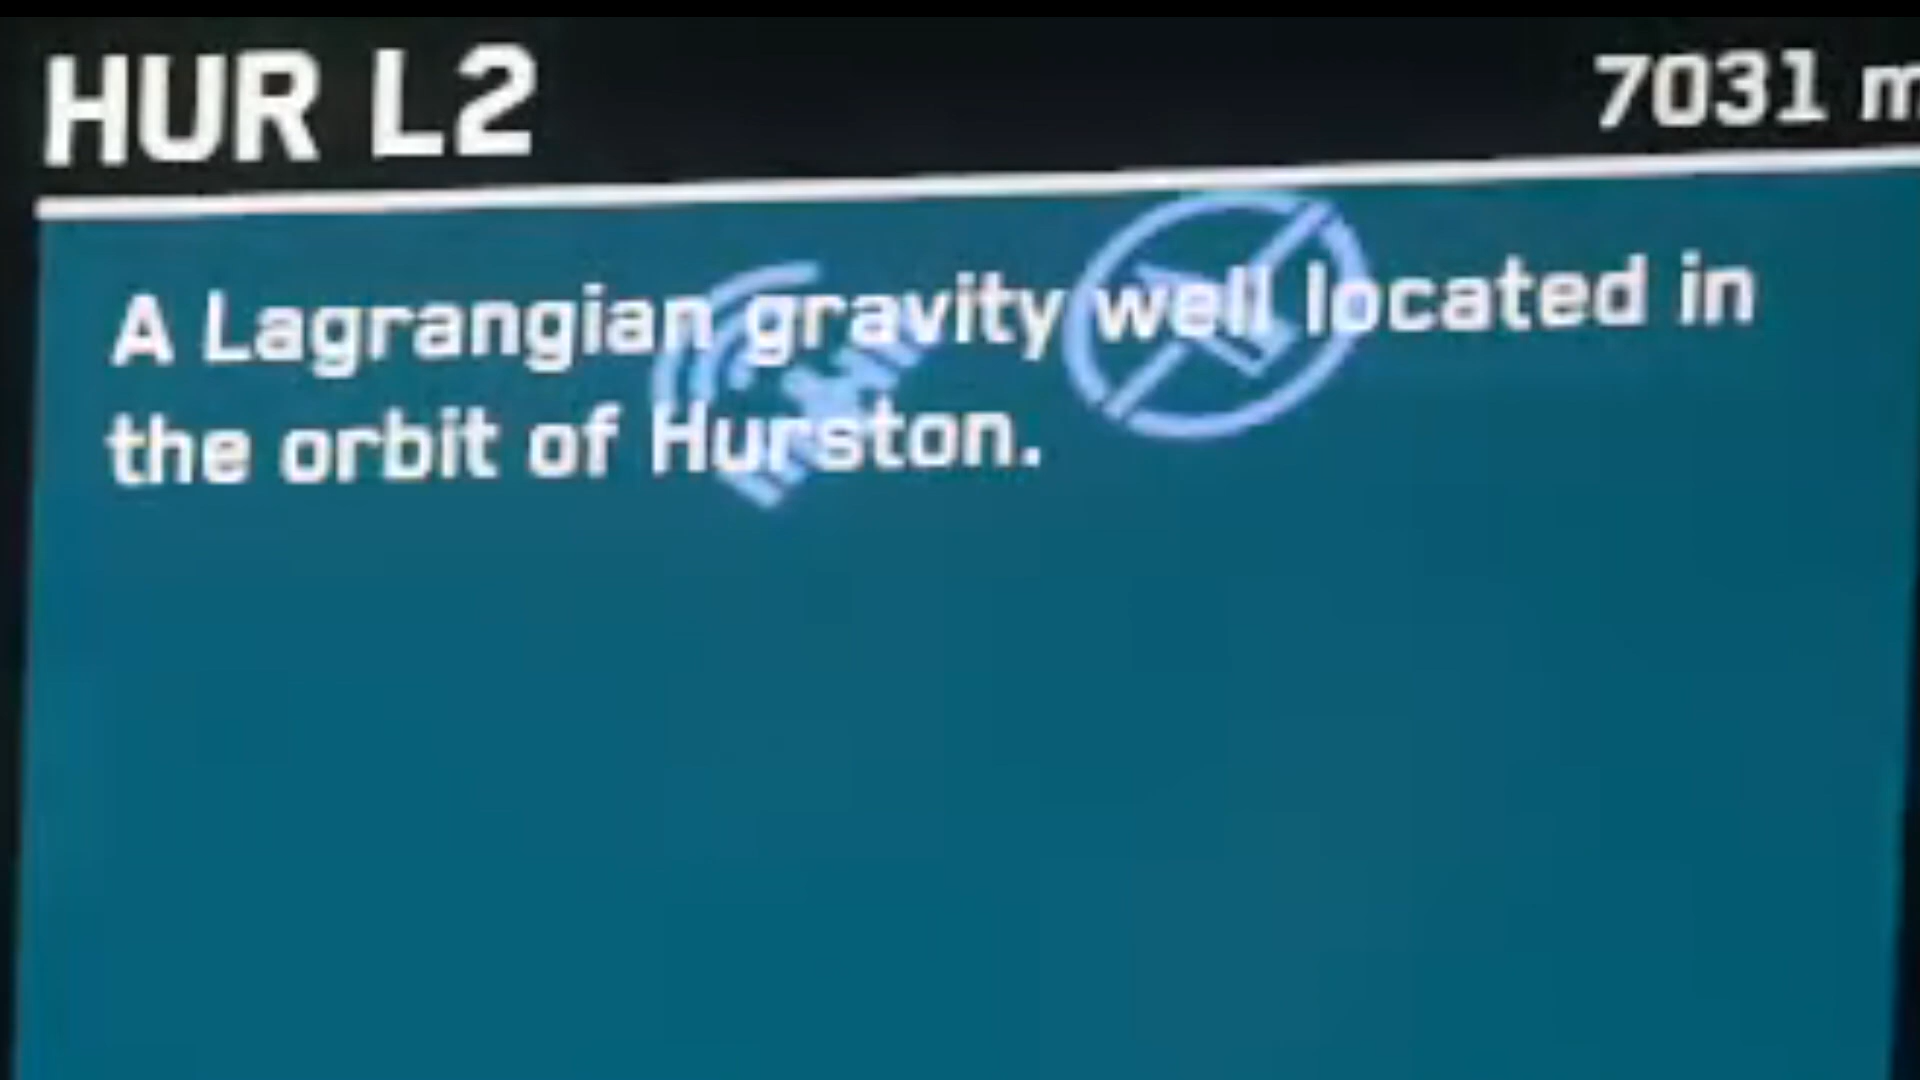 HUR L2
7031 m
A Lagrangian gravity well located in
the orbit of Hurston.